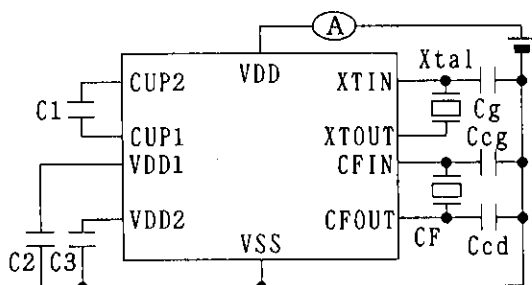 A
VDD
Xtal
CUP2
XTIN
C1
Cg
CUP1
XTOUT
Ccg
VDD1
CFIN
VDD2
CFOUT
CF
VSS
Ccd
C2
C3